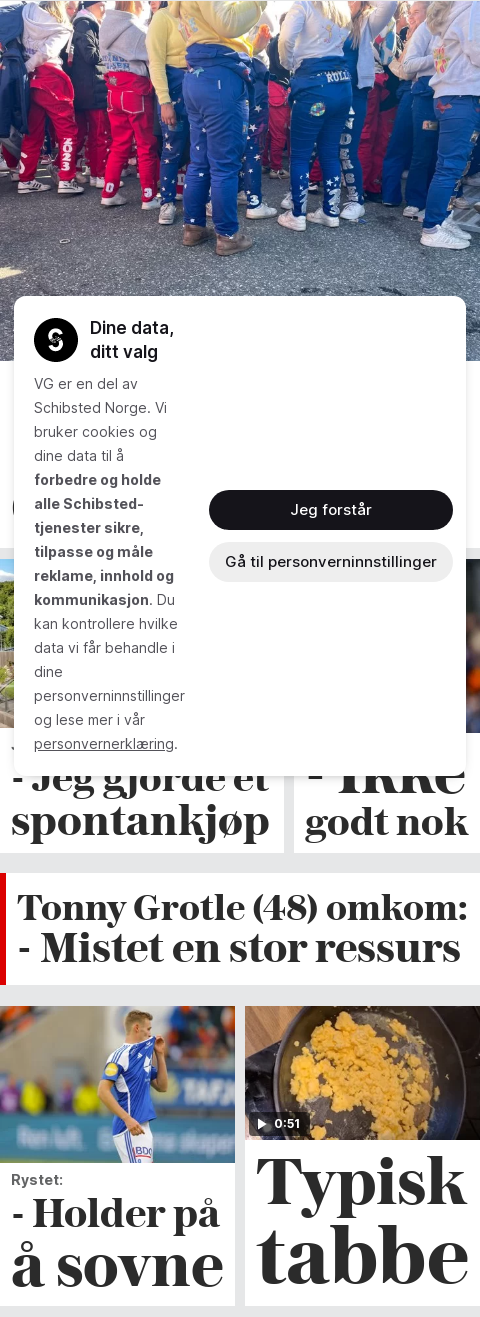 RULL
Dine data,
ditt valg
VG er en del av
Schibsted Norge. Vi
bruker cookies og
dine data til å
forbedre og holde
alle Schibsted-
tjenester sikre,
tilpasse og måle
reklame, innhold og
kommunikasjon. Du
kan kontrollere hvilke
data vi får behandle i
dine
personverninnstillinger
og lese mer i vår
personvernerklæring.
Jeg forstår
Gå til personverninnstillinger
- Jeg gjorde et
spontankjøp
- Ikke
godt nok
Tonny Grotle (48) omkom:
- Mistet en stor ressurs
Rystet:
- Holder på
å sovne
0:51
Typisk
tabbe